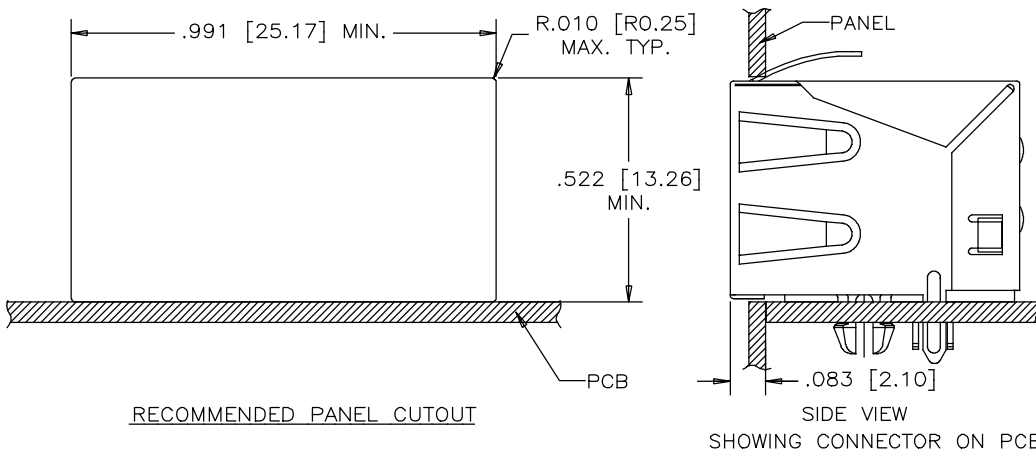 .991 [25.17] MIN.
R.010 [R0.25]
MAX. TYP.
PANEL
.522 [13.26]
MIN.
PCB
.083 [2.10]
RECOMMENDED PANEL CUTOUT
SIDE VIEW
SHOWING CONNECTOR ON PCB